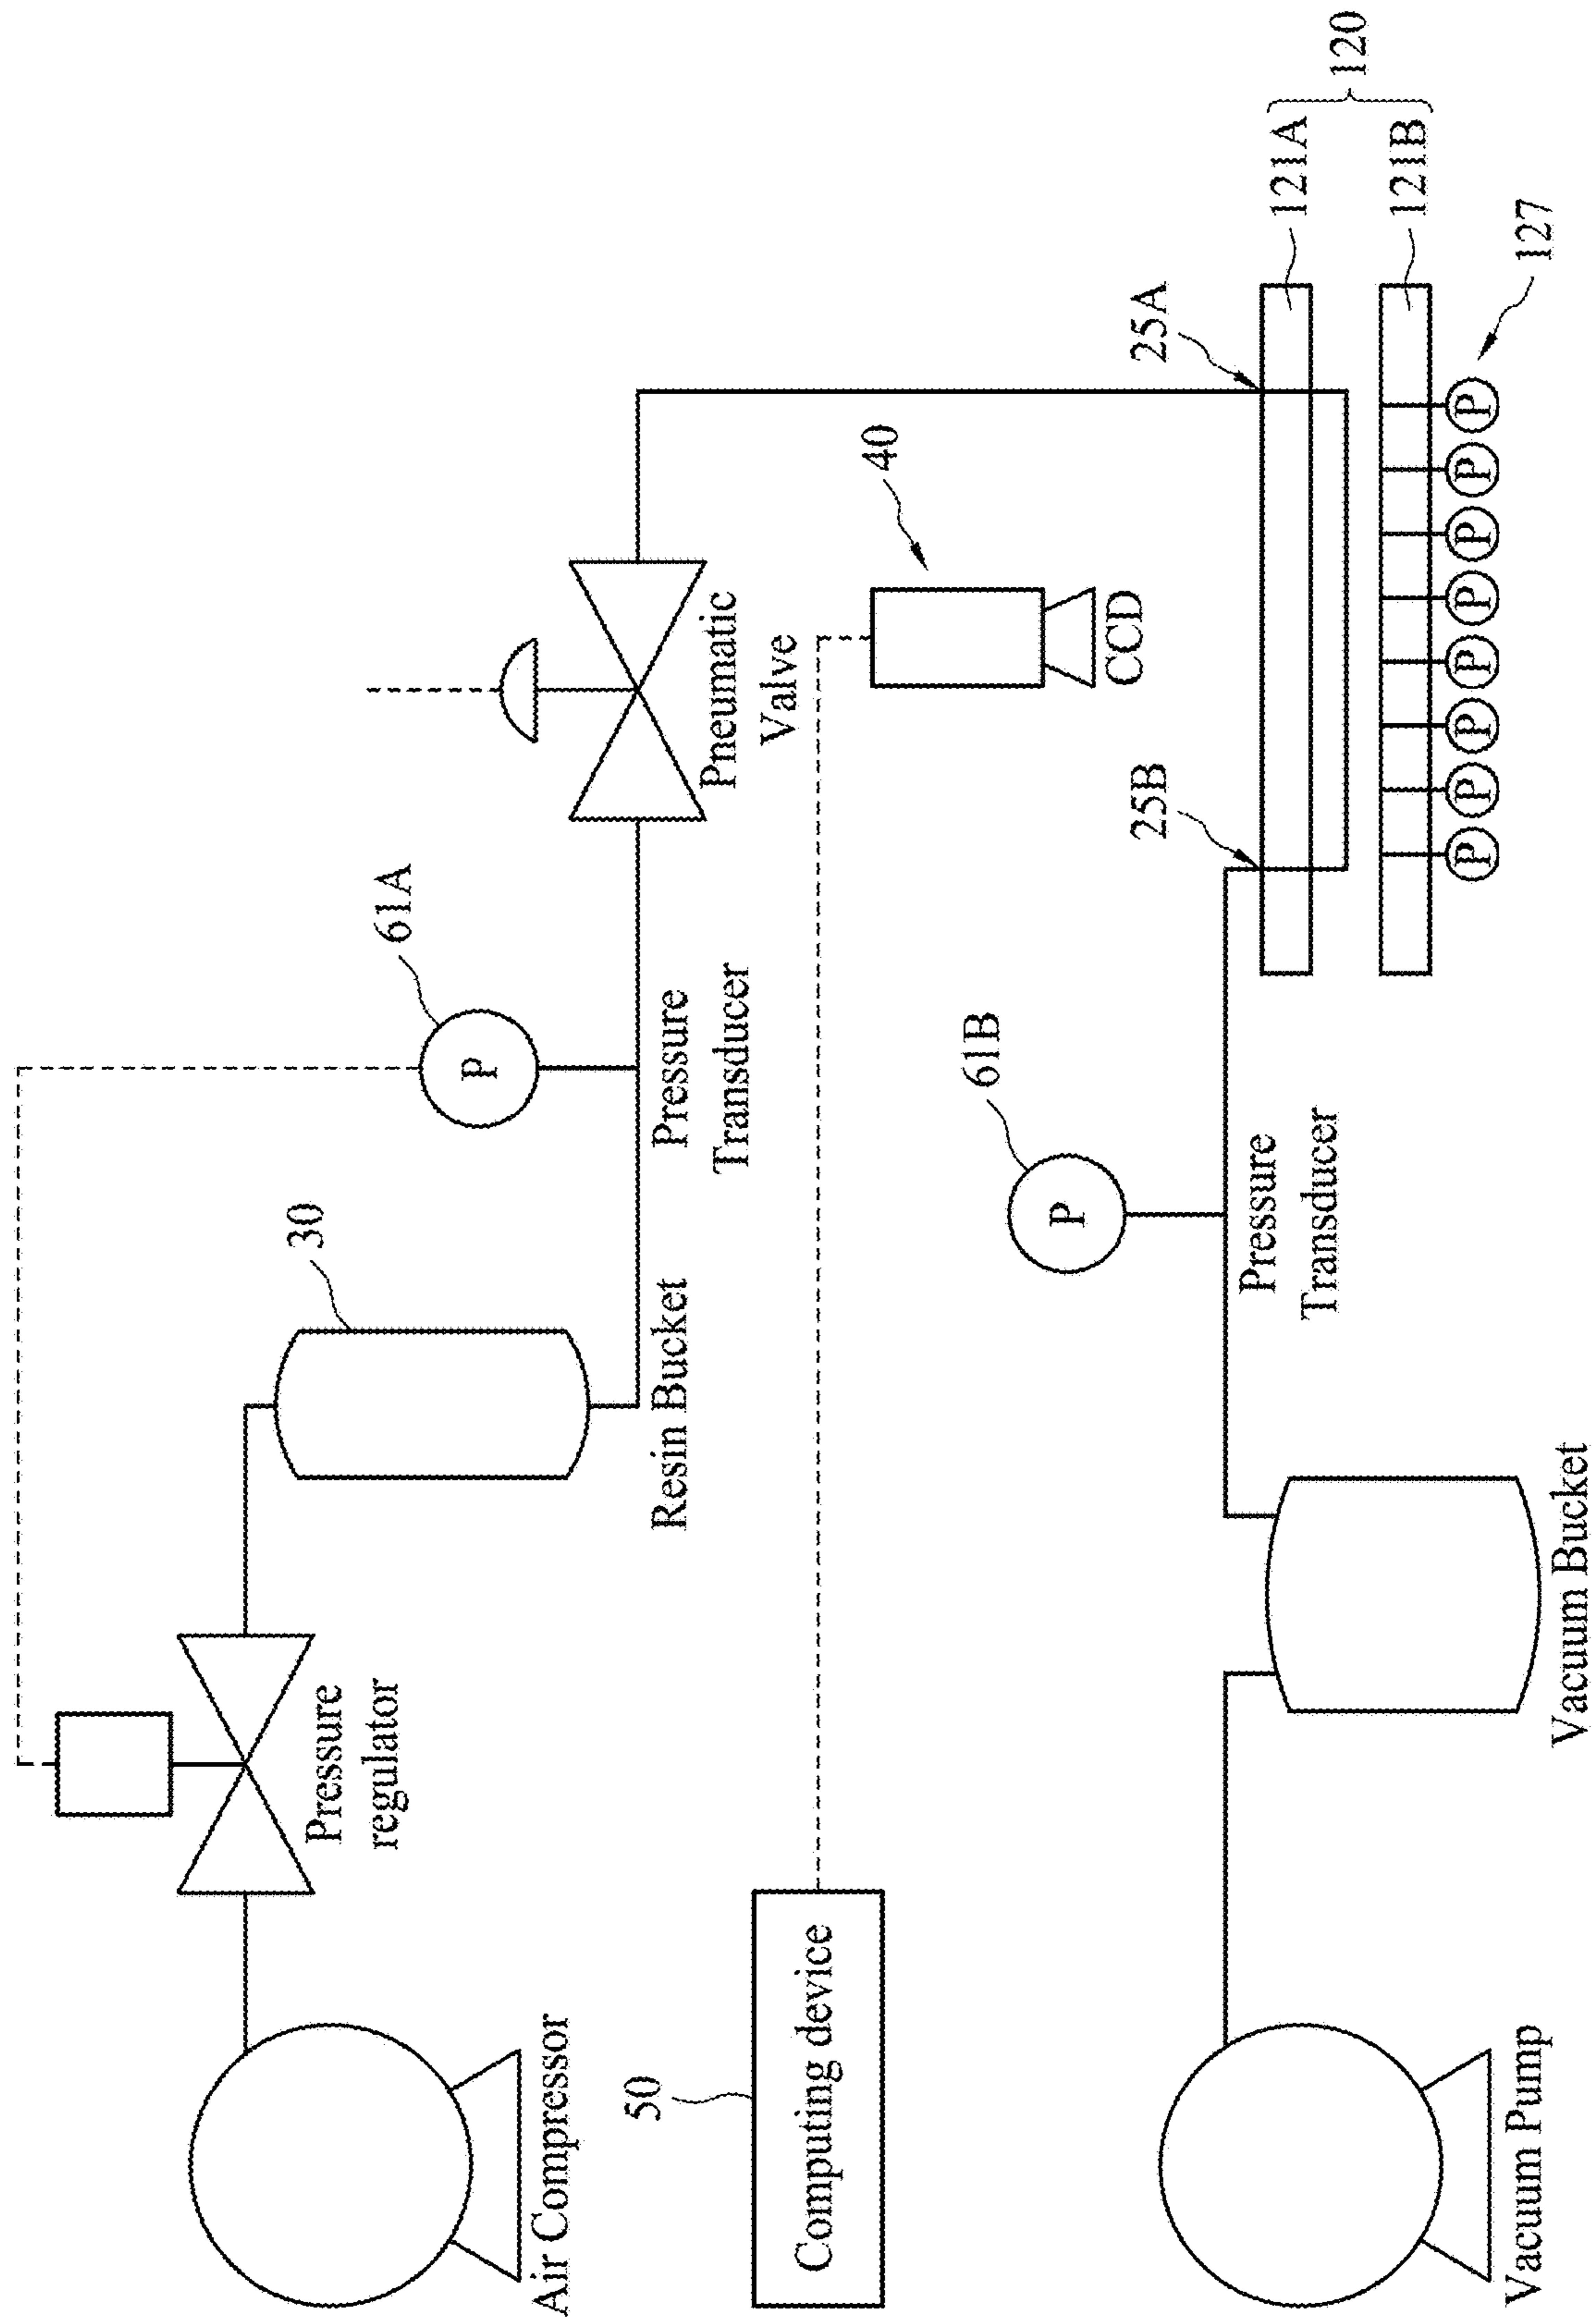 Air Compressor
Pressure
regulator
30
Resin Bucket
P
61A
Pressure
Transducer
Pneumatic
Valve
50
Computing device
40
CCD
Vacuum Pump
Vacuum Bucket
P
61B
Pressure
Transducer
25B
25A
121A
121B
120
P P P P P P P P
127